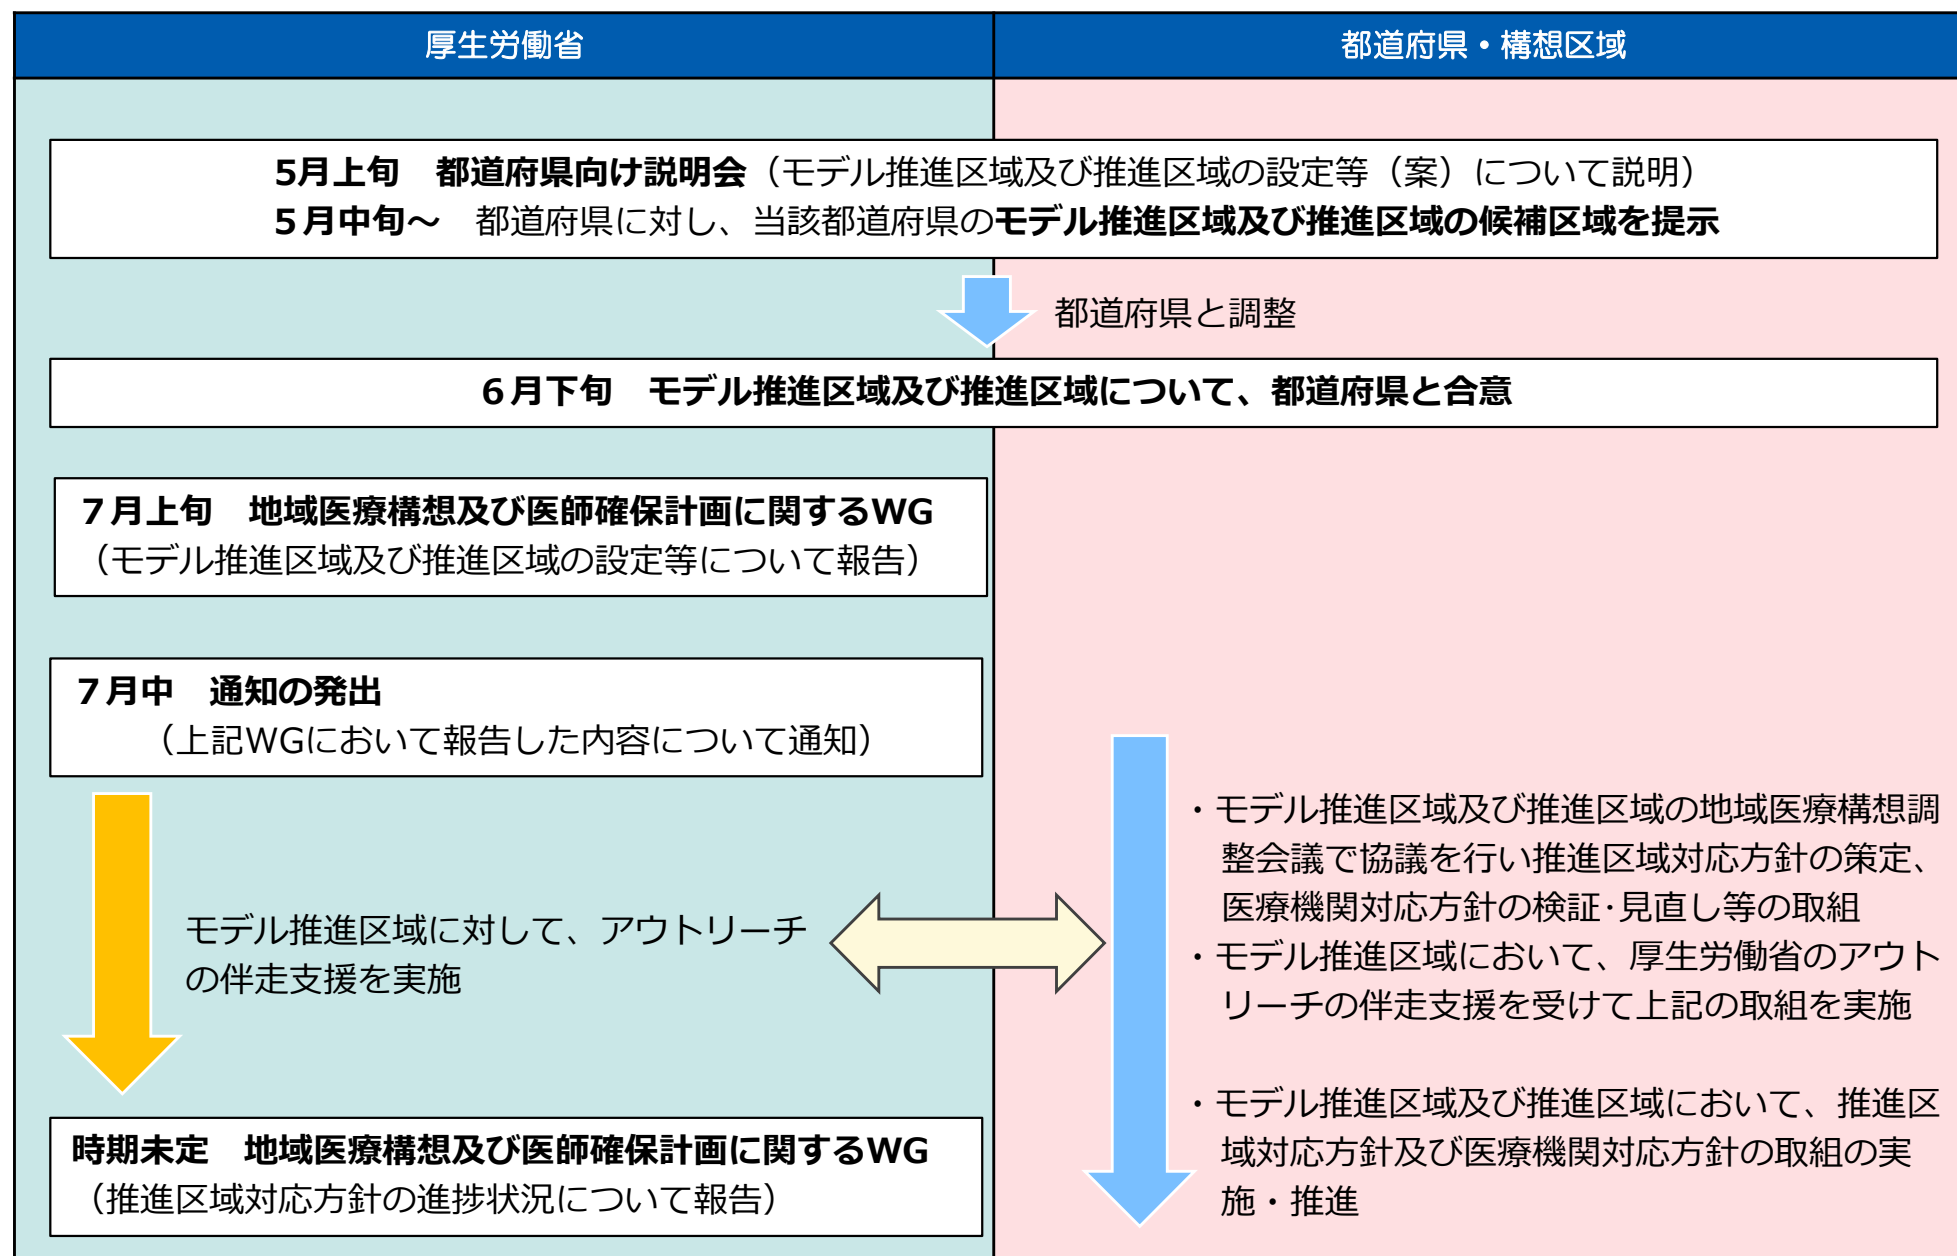 厚生労働省
都道府県・構想区域
5月上旬　都道府県向け説明会（モデル推進区域及び推進区域の設定等（案）について説明）
５月中旬～　都道府県に対し、当該都道府県のモデル推進区域及び推進区域の候補区域を提示
都道府県と調整
６月下旬　モデル推進区域及び推進区域について、都道府県と合意
７月上旬　地域医療構想及び医師確保計画に関するWG
（モデル推進区域及び推進区域の設定等について報告）
７月中　通知の発出
（上記WGにおいて報告した内容について通知）
モデル推進区域に対して、アウトリーチ
の伴走支援を実施
時期未定　地域医療構想及び医師確保計画に関するWG
（推進区域対応方針の進捗状況について報告）
・モデル推進区域及び推進区域の地域医療構想調
整会議で協議を行い推進区域対応方針の策定、
医療機関対応方針の検証･見直し等の取組
・モデル推進区域において、厚生労働省のアウト
リーチの伴走支援を受けて上記の取組を実施
・モデル推進区域及び推進区域において、推進区
域対応方針及び医療機関対応方針の取組の実
施・推進